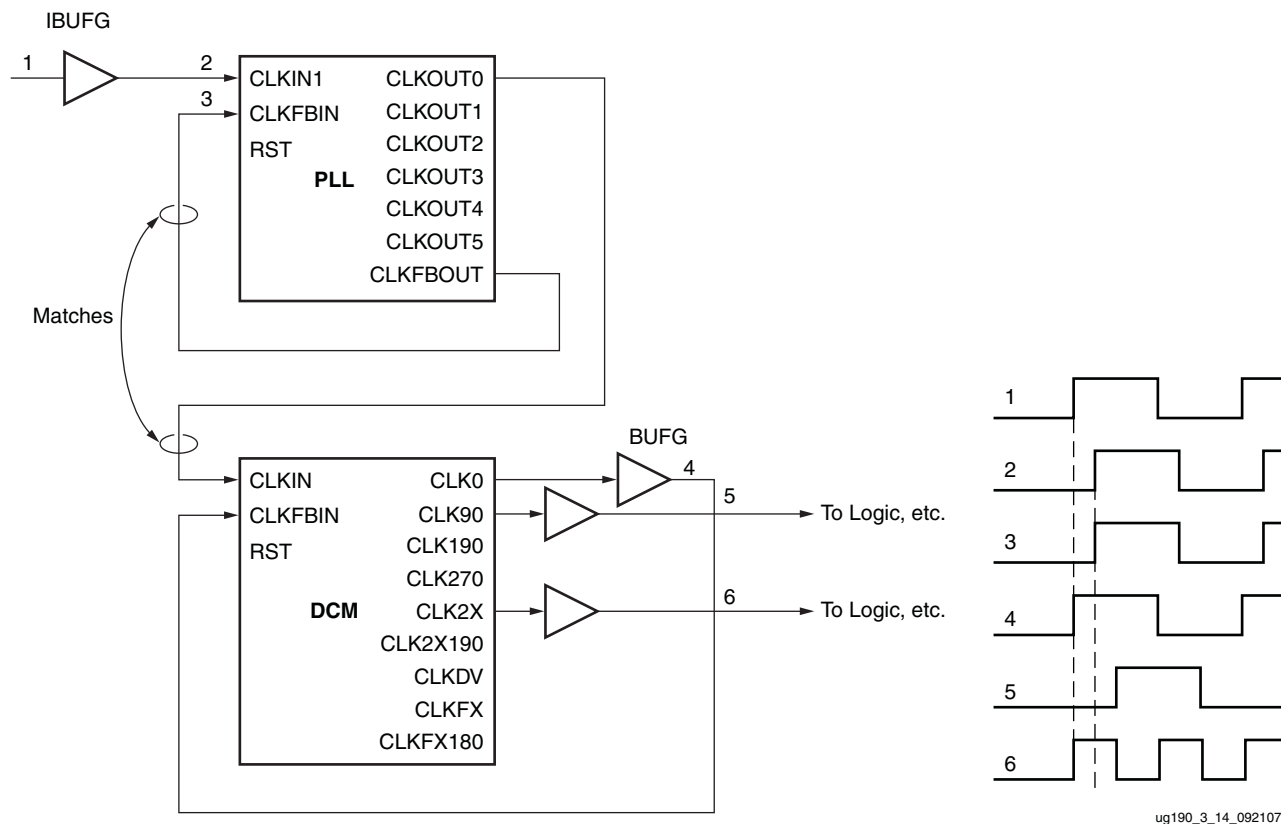 IBUFG
1
2
3
CLKIN1
CLKFBIN
RST
PLL
CLKOUT0
CLKOUT1
CLKOUT2
CLKOUT3
CLKOUT4
CLKOUT5
CLKFBOUT
Matches
BUFG
4
5
6
CLKIN
CLKFBIN
RST
DCM
CLK0
CLK90
CLK190
CLK270
CLK2X
CLK2X190
CLKDV
CLKFX
CLKFX180
To Logic, etc.
To Logic, etc.
1
2
3
4
5
6
ug190_3_14_092107